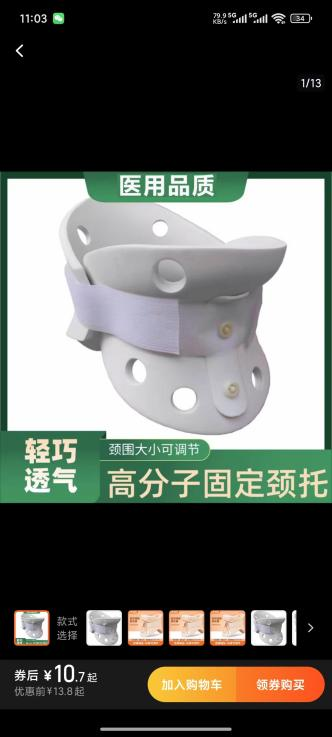 11:03
79.9 KB/s 5G 5G 34
1/13
医用品质
轻巧
透气
颈围大小可调节
高分子固定颈托
款式
选择
券后 ¥10.7起
优惠前¥13.8起
加入购物车
领券购买